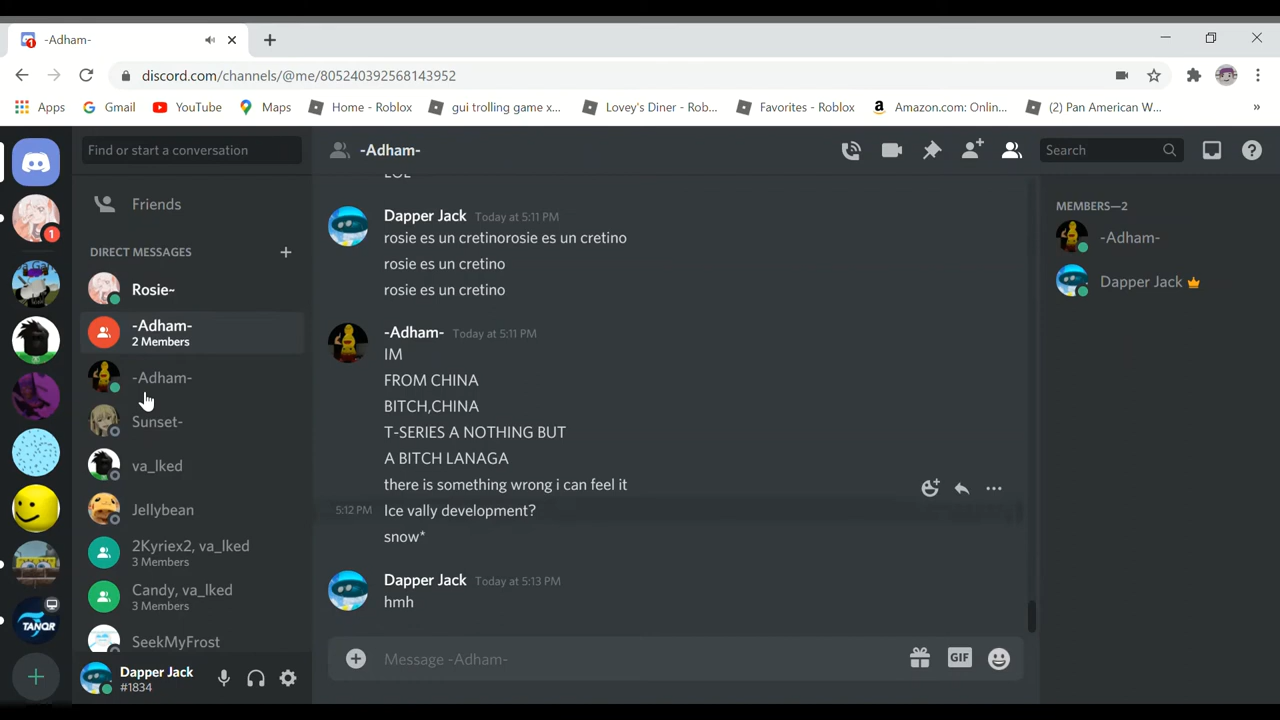 -Adham-
discord.com/channels/@me/805240392568143952
Apps
Gmail
YouTube
Maps
Home - Roblox
gui trolling game x...
Lovey's Diner - Rob...
Favorites - Roblox
Amazon.com: Onlin...
(2) Pan American W...
»
Find or start a conversation
-Adham-
Search
Friends
DIRECT MESSAGES
1
Rosie~
-Adham-
2 Members
-Adham-
Sunset-
va_lked
Jellybean
2Kyriex2, va_lked
3 Members
Candy, va_lked
3 Members
SeekMyFrost
TANQR
Dapper Jack
#1834
LOL
Dapper Jack Today at 5:11 PM
rosie es un cretinorosie es un cretino
rosie es un cretino
rosie es un cretino
-Adham- Today at 5:11 PM
IM
FROM CHINA
BITCH,CHINA
T-SERIES A NOTHING BUT
A BITCH LANAGA
there is something wrong i can feel it
5:12 PM Ice vally development?
snow*
Dapper Jack Today at 5:13 PM
hmh
Message -Adham-
GIF
MEMBERS—2
-Adham-
Dapper Jack